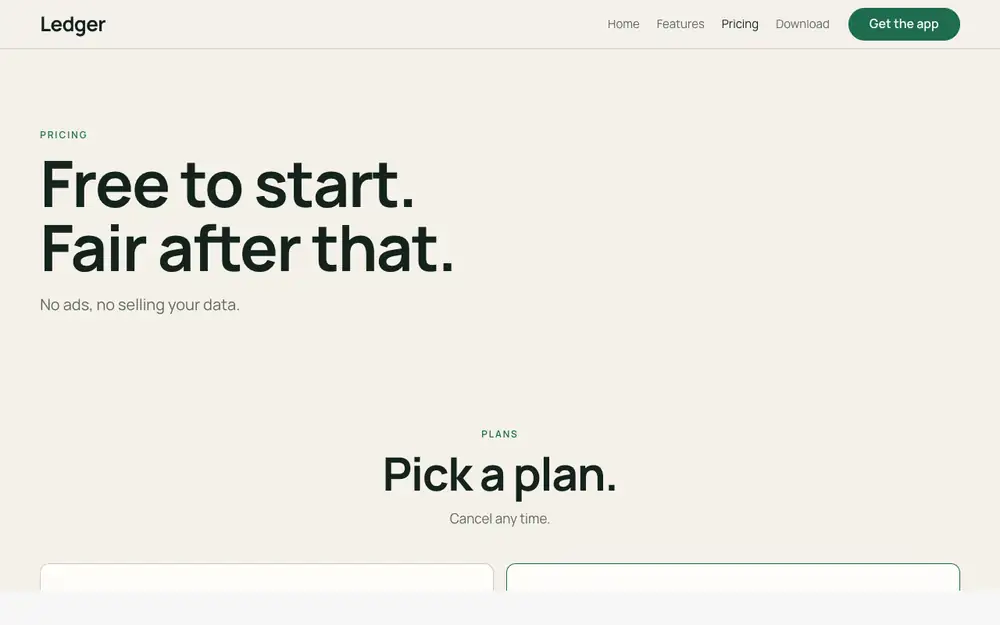 Ledger
Home
Features
Pricing
Download
Get the app
PRICING
Free to start.
Fair after that.
No ads, no selling your data.
PLANS
Pick a plan.
Cancel any time.